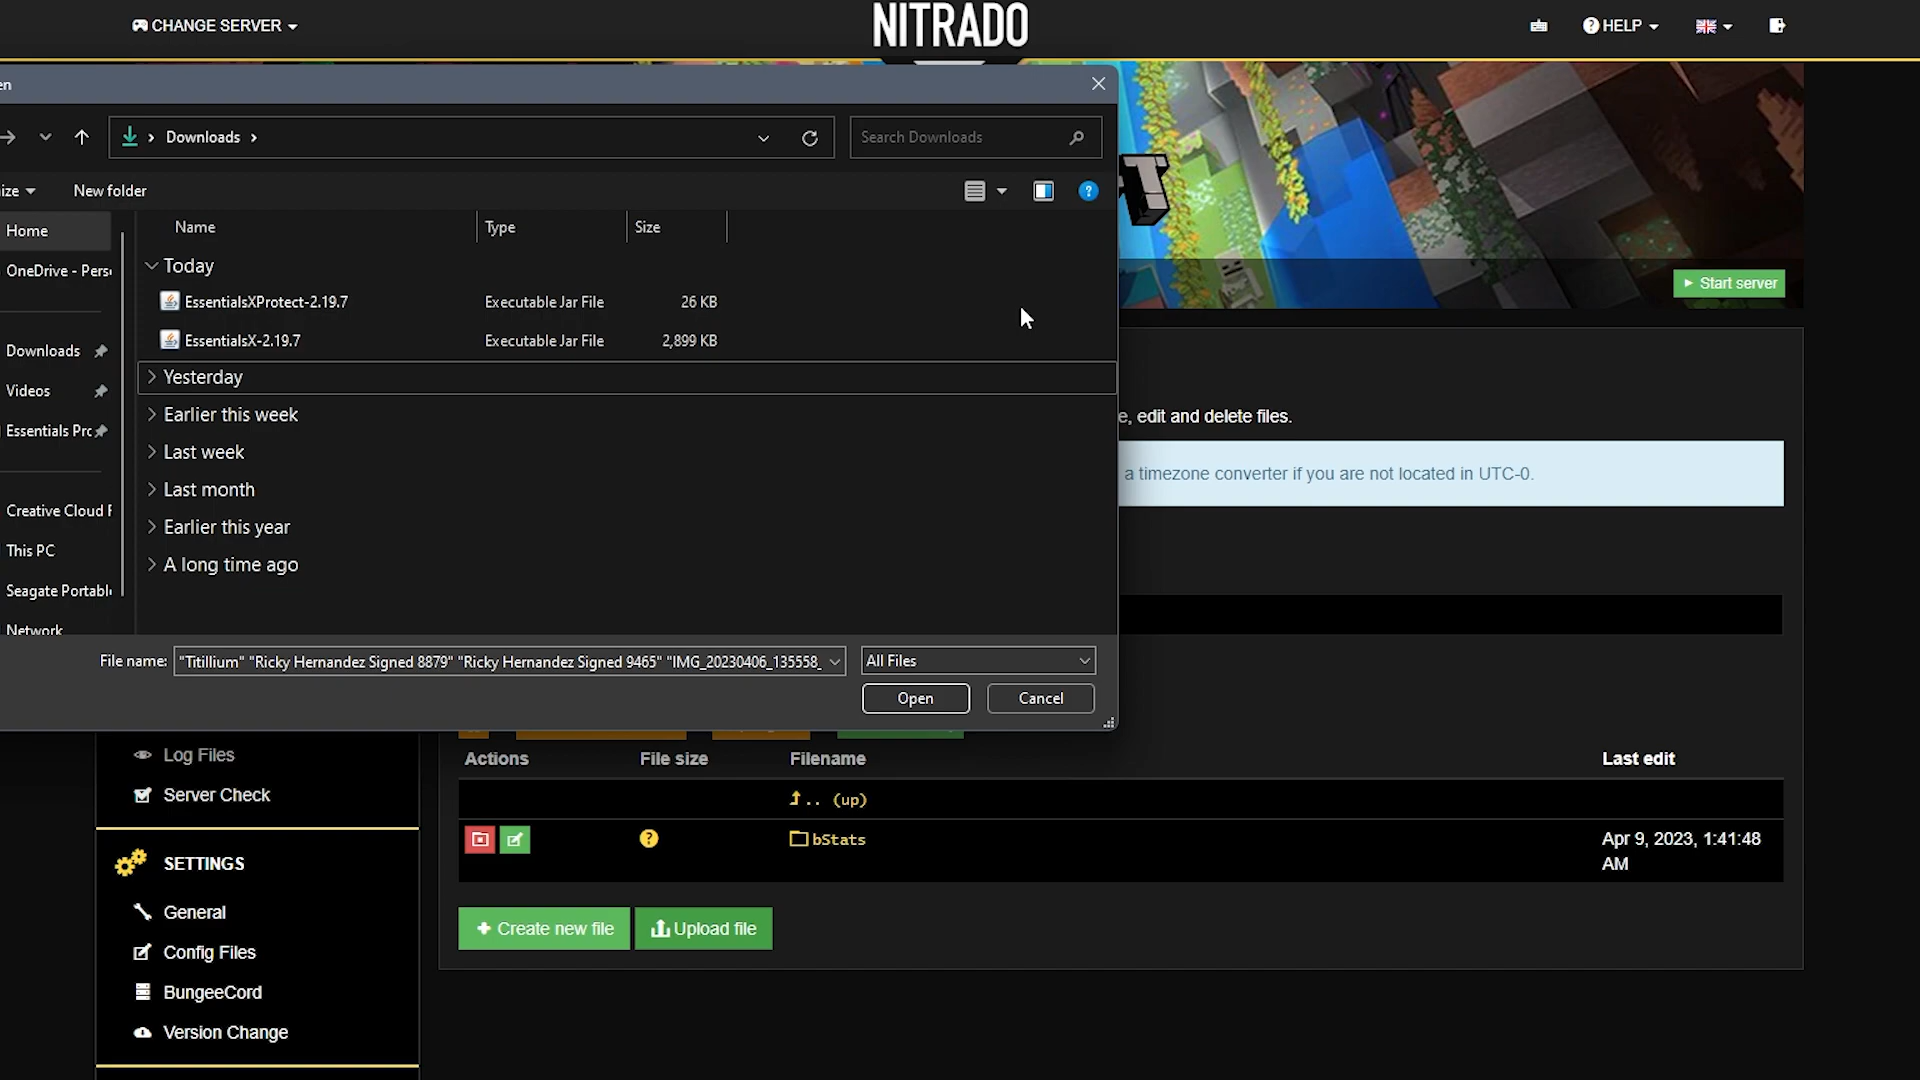 CHANGE SERVER
NITRADO
HELP
en
Downloads
Search Downloads
ize
New folder
Name
Type
Size
Home
OneDrive - Pers
Downloads
Videos
Essentials Prc
Creative Cloud F
This PC
Seagate Portabl
Network
Today
EssentialsXProtect-2.19.7
Executable Jar File
26 KB
EssentialsX-2.19.7
Executable Jar File
2,899 KB
Yesterday
Earlier this week
Last week
Last month
Earlier this year
A long time ago
File name:
"Titillium" "Ricky Hernandez Signed 8879" "Ricky Hernandez Signed 9465" "IMG_20230406_135558_
All Files
Open
Cancel
T
Start server
e, edit and delete files.
a timezone converter if you are not located in UTC-0.
Log Files
Server Check
SETTINGS
General
Config Files
BungeeCord
Version Change
Actions
File size
Filename
Last edit
.. (up)
bStats
Apr 9, 2023, 1:41:48
AM
Create new file
Upload file